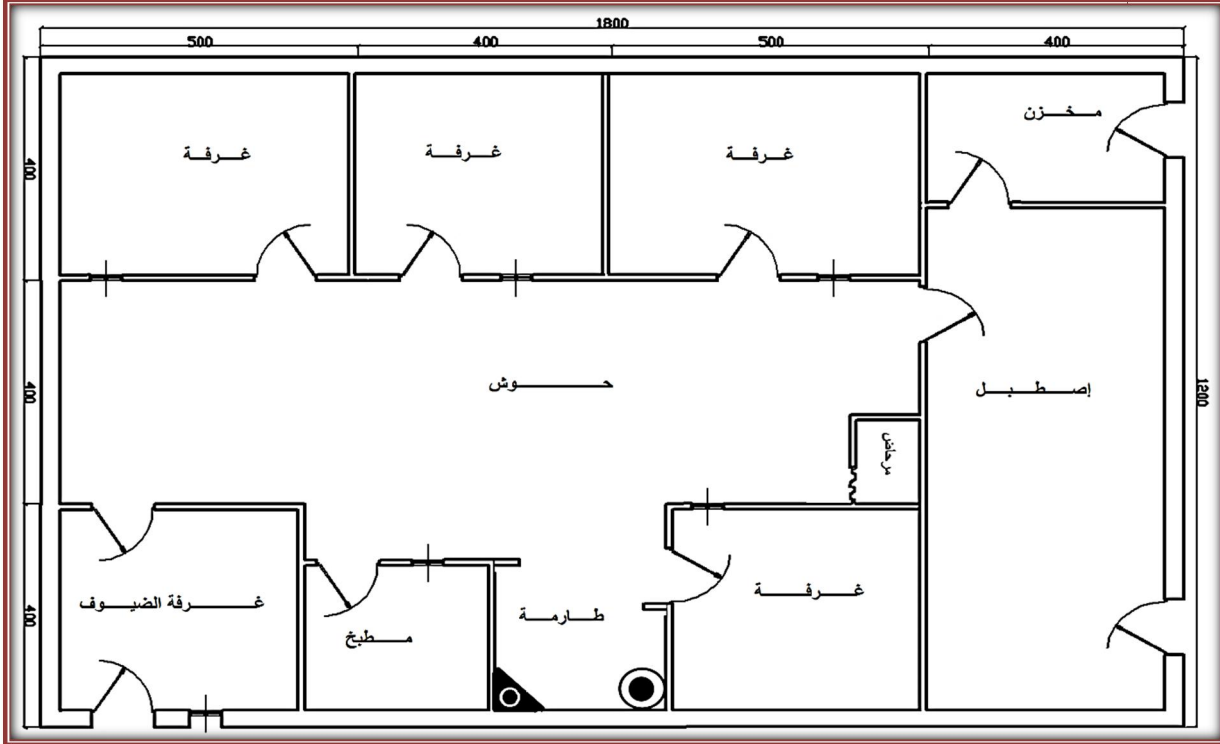 1800
500
400
500
400
مخزن
غرفة
غرفة
غرفة
400
حوش
إصطبل
400
1200
مرحاض
غرفة
طارمة
غرفة الضيوف
مطبخ
400